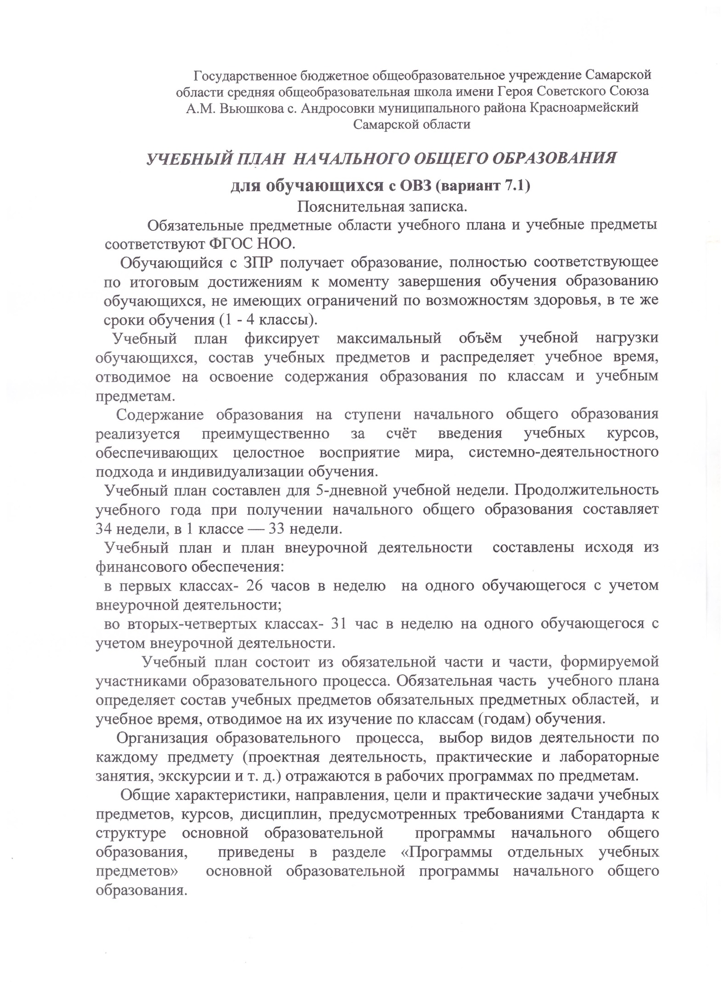 Государственное бюджетное общеобразовательное учреждение Самарской
области средняя общеобразовательная школа имени Героя Советского Союза
А.М. Вьюшкова с. Андросовки муниципального района Красноармейский
Самарской области
УЧЕБНЫЙ ПЛАН НАЧАЛЬНОГО ОБЩЕГО ОБРАЗОВАНИЯ
для обучающихся с ОВЗ (вариант 7.1)
Пояснительная записка.
Обязательные предметные области учебного плана и учебные предметы
соответствуют ФГОС НОО.
Обучающийся с ЗПР получает образование, полностью соответствующее
по итоговым достижениям к моменту завершения обучения образованию
обучающихся, не имеющих ограничений по возможностям здоровья, в те же
сроки обучения (1 - 4 классы).
Учебный план фиксирует максимальный объём учебной нагрузки
обучающихся, состав учебных предметов и распределяет учебное время,
отводимое на освоение содержания образования по классам и учебным
предметам.
Содержание образования на ступени начального общего образования
реализуется преимущественно за счёт введения учебных курсов,
обеспечивающих целостное восприятие мира, системно-деятельностного
подхода и индивидуализации обучения.
Учебный план составлен для 5-дневной учебной недели. Продолжительность
учебного года при получении начального общего образования составляет
34 недели, в 1 классе — 33 недели.
Учебный план и план внеурочной деятельности составлены исходя из
финансового обеспечения:
в первых классах- 26 часов в неделю на одного обучающегося с учетом
внеурочной деятельности;
во вторых-четвертых классах- 31 час в неделю на одного обучающегося с
учетом внеурочной деятельности.
Учебный план состоит из обязательной части и части, формируемой
участниками образовательного процесса. Обязательная часть учебного плана
определяет состав учебных предметов обязательных предметных областей, и
учебное время, отводимое на их изучение по классам (годам) обучения.
Организация образовательного процесса, выбор видов деятельности по
каждому предмету (проектная деятельность, практические и лабораторные
занятия, экскурсии и т. д.) отражаются в рабочих программах по предметам.
Общие характеристики, направления, цели и практические задачи учебных
предметов, курсов, дисциплин, предусмотренных требованиями Стандарта к
структуре основной образовательной программы начального общего
образования, приведены в разделе «Программы отдельных учебных
предметов» основной образовательной программы начального общего
образования.